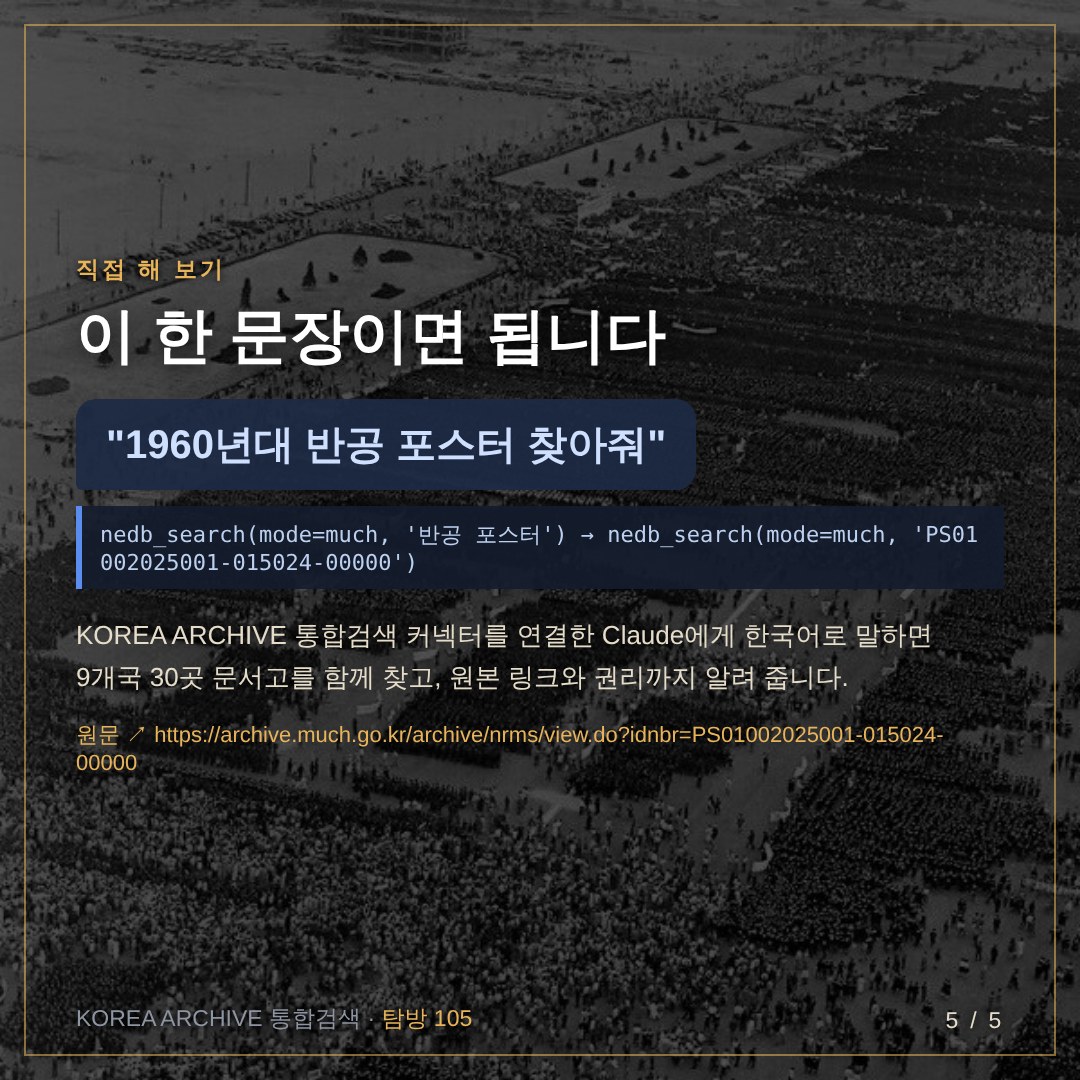 직접 해 보기
이 한 문장이면 됩니다
"1960년대 반공 포스터 찾아줘"
nedb_search(mode=much, '반공 포스터') → nedb_search(mode=much, 'PS01
002025001-015024-00000')
KOREA ARCHIVE 통합검색 커넥터를 연결한 Claude에게 한국어로 말하면
9개국 30곳 문서고를 함께 찾고, 원본 링크와 권리까지 알려 줍니다.
원문 ↗ https://archive.much.go.kr/archive/nrms/view.do?idnbr=PS01002025001-015024-
00000
KOREA ARCHIVE 통합검색 · 탐방 105
5 / 5